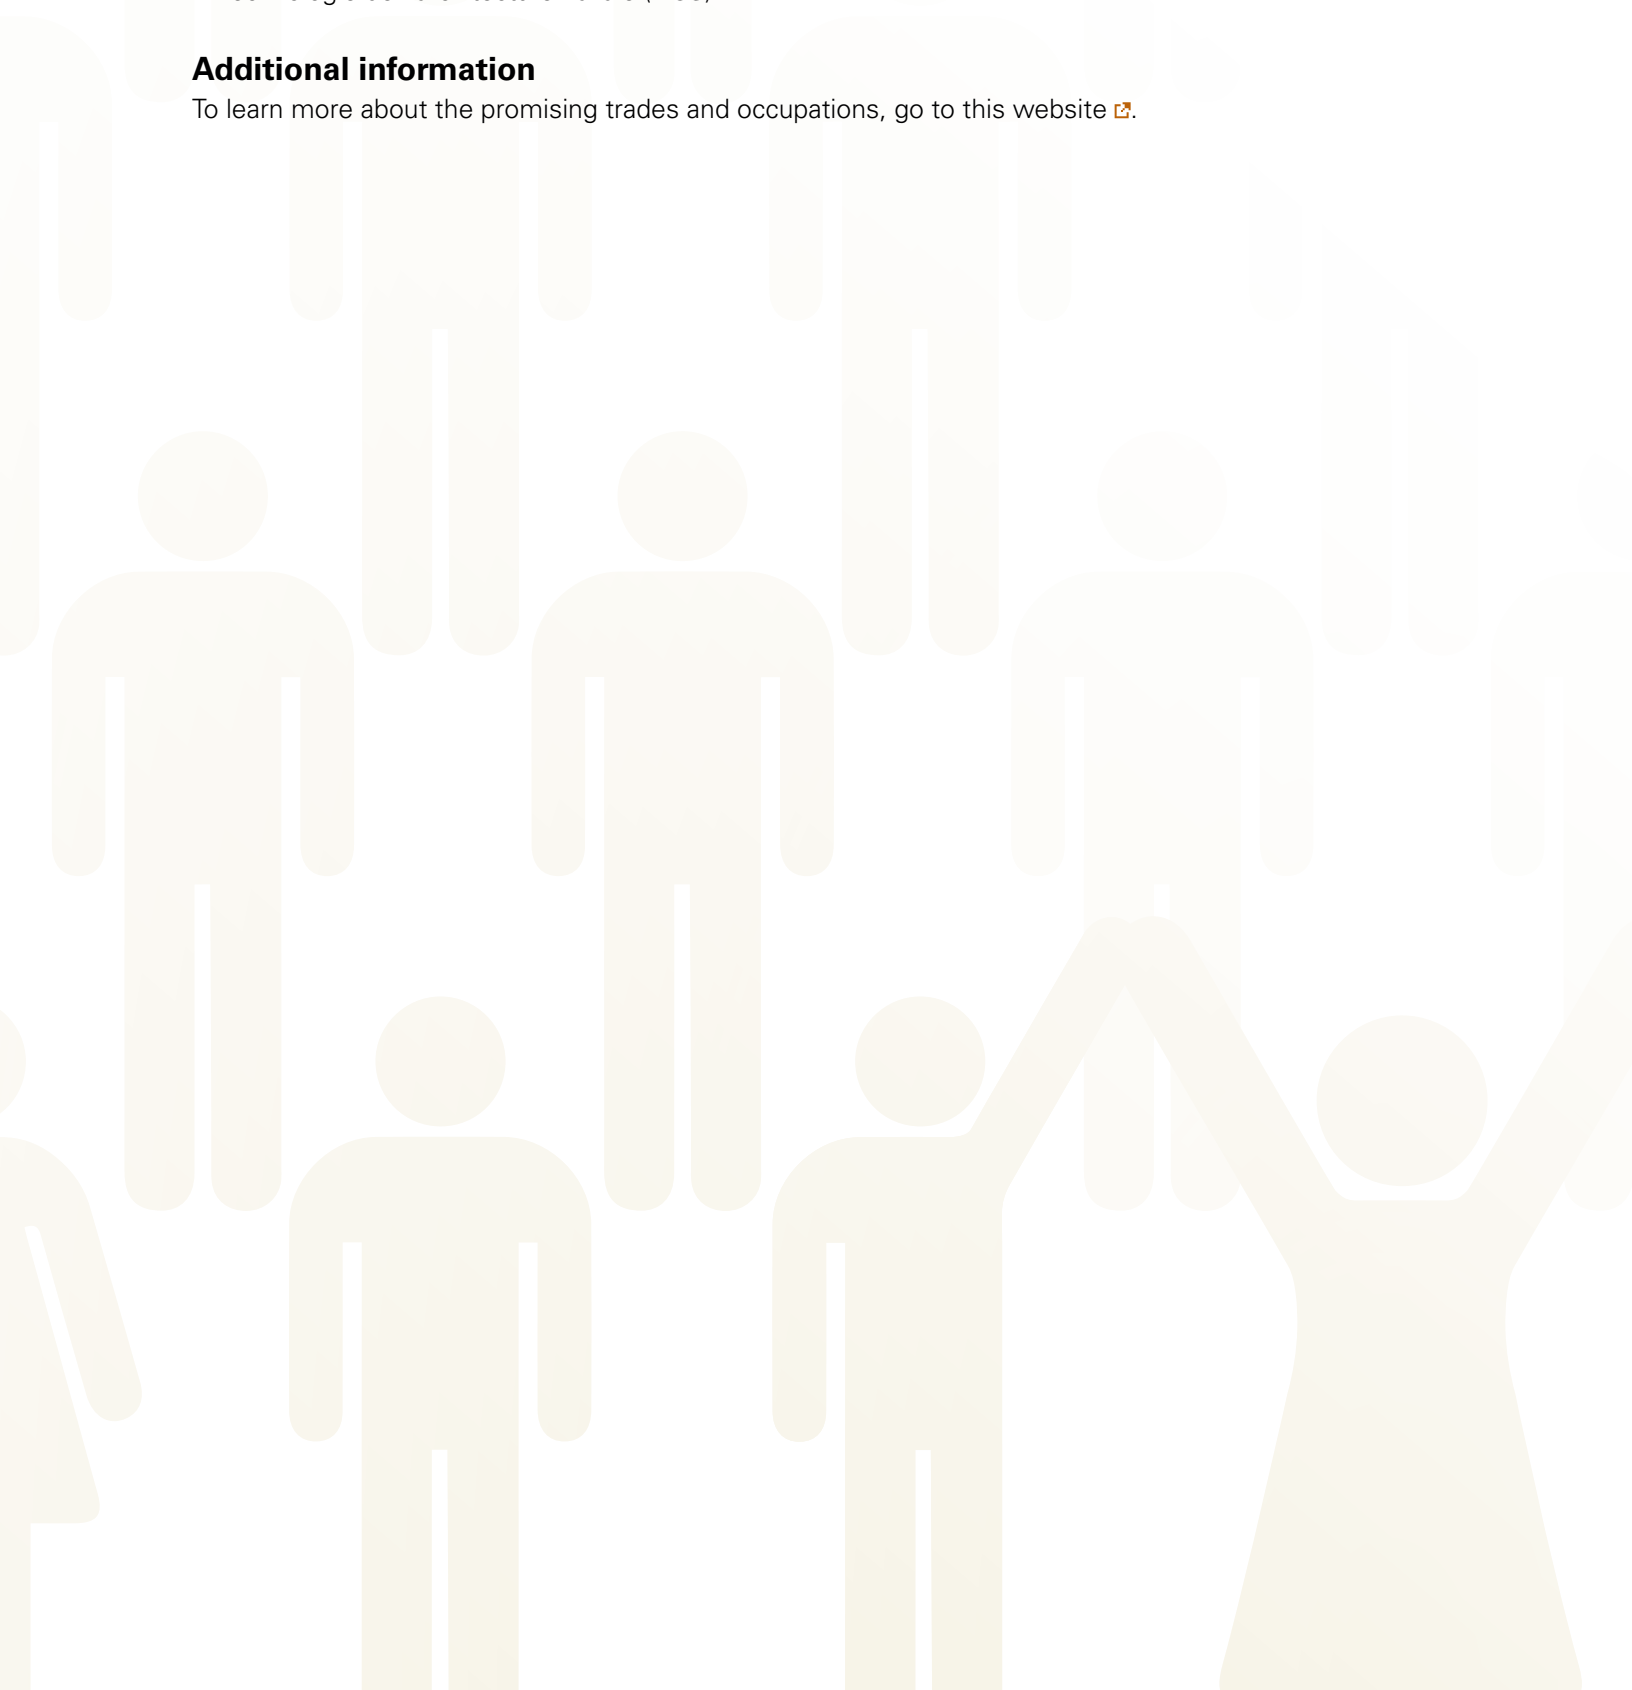 Additional information
To learn more about the promising trades and occupations, go to this website.